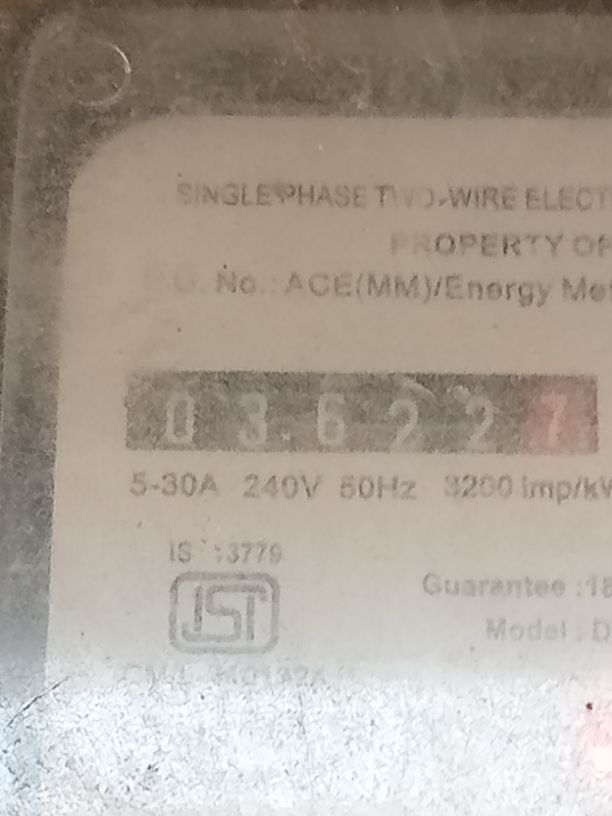 SINGLE PHASE TWO-WIRE ELECT
PROPERTY OF
No.: ACE(MM)/Energy Met
0 3 6 2 2 7
5-30A 240V 50Hz 3200 imp/kW
IS : 13779
ISI
Guarantee : 18
Model : D